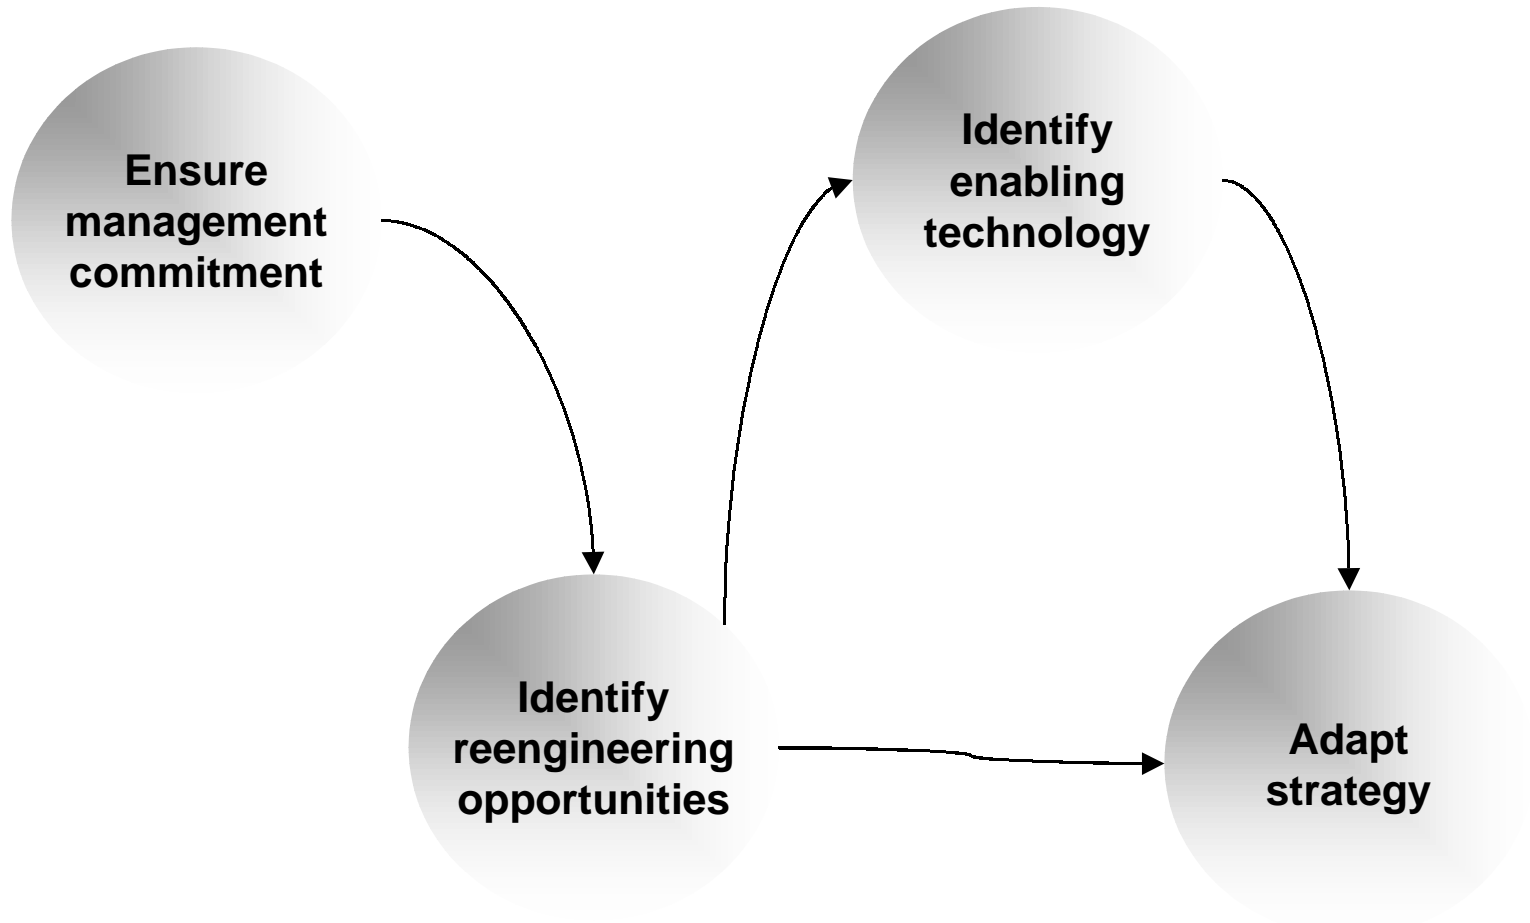 Ensure
management
commitment
Identify
enabling
technology
Identify
reengineering
opportunities
Adapt
strategy